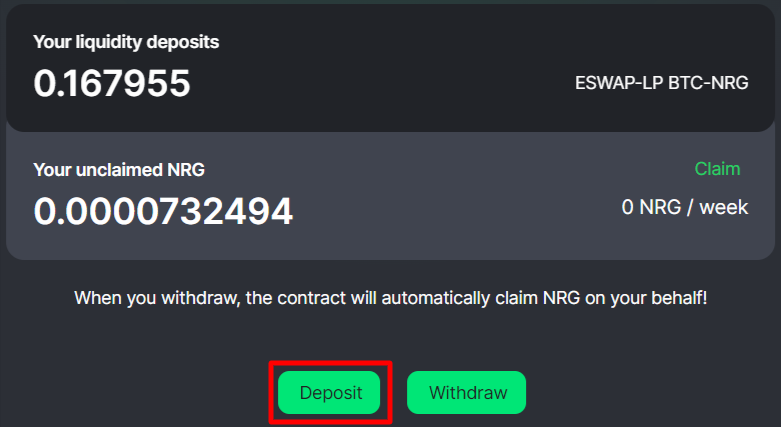 Your liquidity deposits
0.167955
ESWAP-LP BTC-NRG
Your unclaimed NRG
Claim
0.0000732494
0 NRG / week
When you withdraw, the contract will automatically claim NRG on your behalf!
Deposit
Withdraw